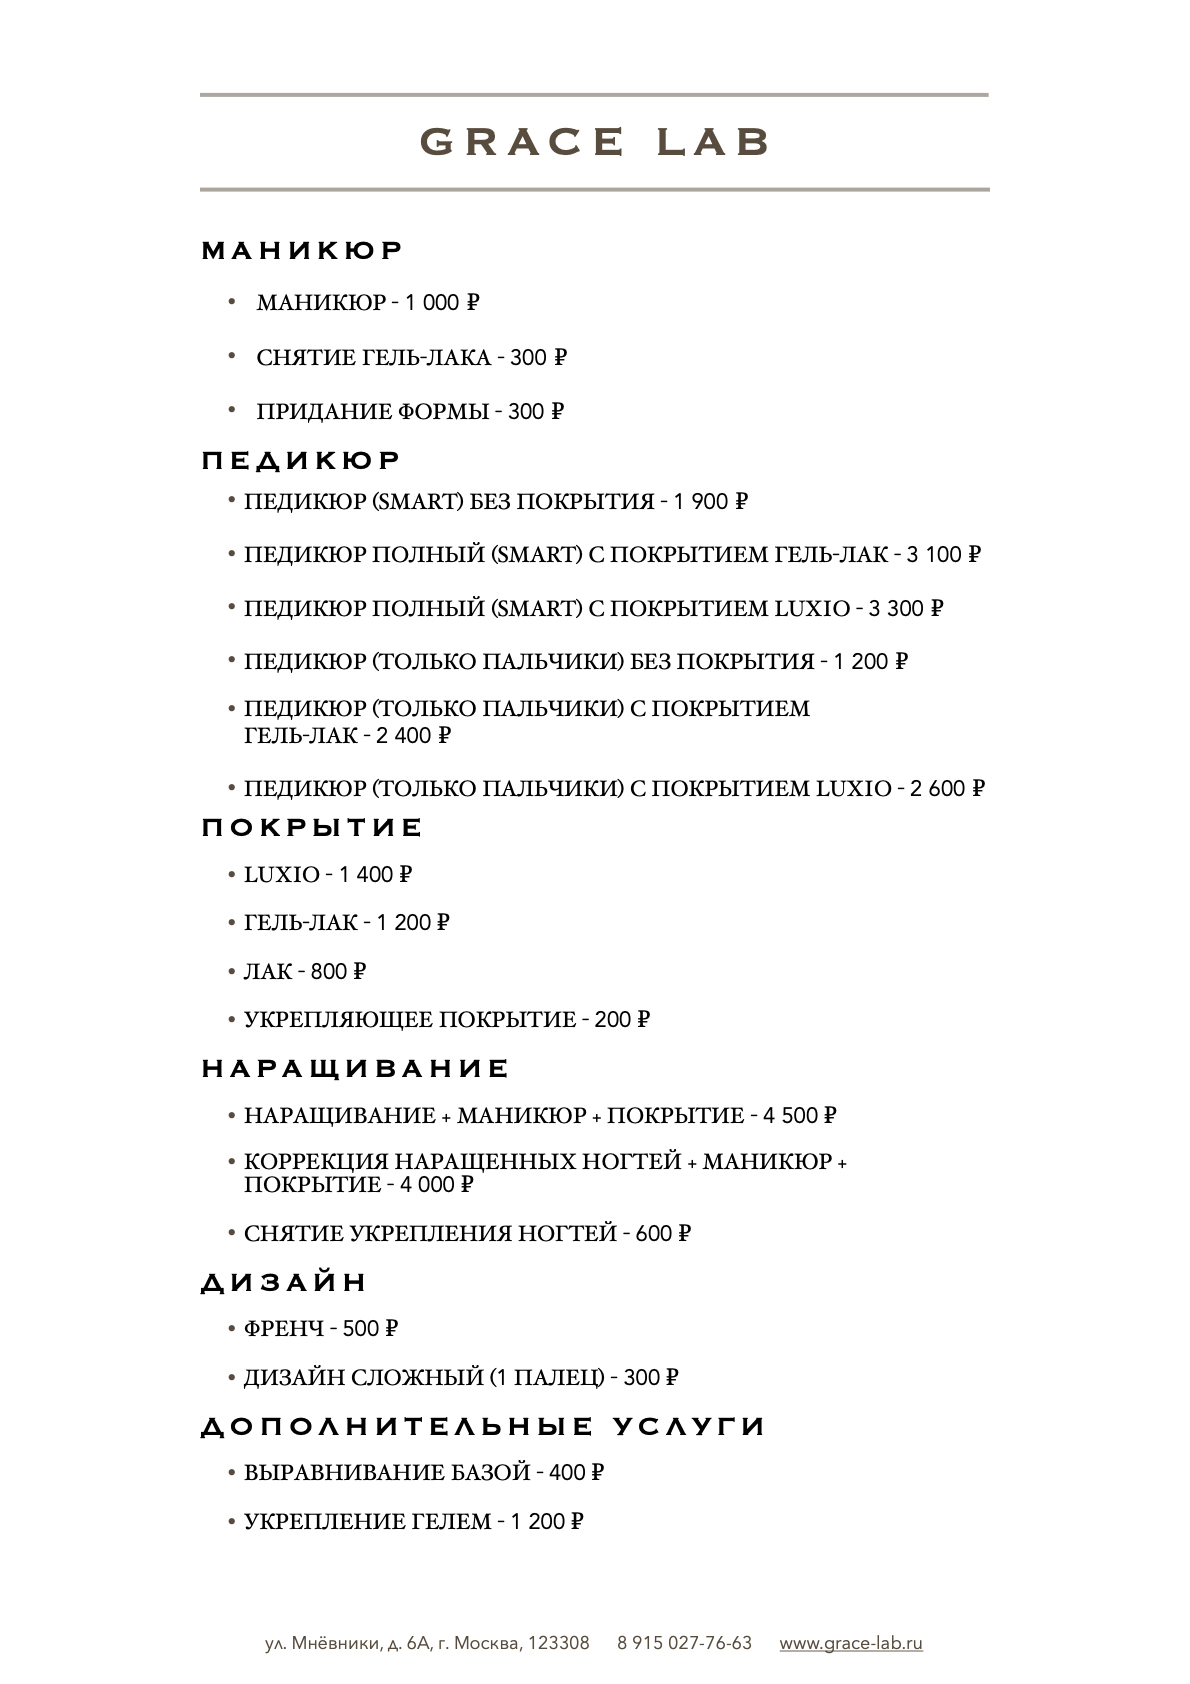 GRACE LAB
МАНИКЮР
• МАНИКЮР - 1 000 ₽
• СНЯТИЕ ГЕЛЬ-ЛАКА - 300 ₽
• ПРИДАНИЕ ФОРМЫ - 300 ₽
ПЕДИКЮР
• ПЕДИКЮР (SMART) БЕЗ ПОКРЫТИЯ - 1 900 ₽
• ПЕДИКЮР ПОЛНЫЙ (SMART) С ПОКРЫТИЕМ ГЕЛЬ-ЛАК - 3 100 ₽
• ПЕДИКЮР ПОЛНЫЙ (SMART) С ПОКРЫТИЕМ LUXIO - 3 300 ₽
• ПЕДИКЮР (ТОЛЬКО ПАЛЬЧИКИ) БЕЗ ПОКРЫТИЯ - 1 200 ₽
• ПЕДИКЮР (ТОЛЬКО ПАЛЬЧИКИ) С ПОКРЫТИЕМ
ГЕЛЬ-ЛАК - 2 400 ₽
• ПЕДИКЮР (ТОЛЬКО ПАЛЬЧИКИ) С ПОКРЫТИЕМ LUXIO - 2 600 ₽
ПОКРЫТИЕ
• LUXIO - 1 400 ₽
• ГЕЛЬ-ЛАК - 1 200 ₽
• ЛАК - 800 ₽
• УКРЕПЛЯЮЩЕЕ ПОКРЫТИЕ - 200 ₽
НАРАЩИВАНИЕ
• НАРАЩИВАНИЕ + МАНИКЮР + ПОКРЫТИЕ - 4 500 ₽
• КОРРЕКЦИЯ НАРАЩЕННЫХ НОГТЕЙ + МАНИКЮР +
ПОКРЫТИЕ - 4 000 ₽
• СНЯТИЕ УКРЕПЛЕНИЯ НОГТЕЙ - 600 ₽
ДИЗАЙН
• ФРЕНЧ - 500 ₽
• ДИЗАЙН СЛОЖНЫЙ (1 ПАЛЕЦ) - 300 ₽
ДОПОЛНИТЕЛЬНЫЕ УСЛУГИ
• ВЫРАВНИВАНИЕ БАЗОЙ - 400 ₽
• УКРЕПЛЕНИЕ ГЕЛЕМ - 1 200 ₽
ул. Мнёвники, д. 6А, г. Москва, 123308 8 915 027-76-63 www.grace-lab.ru